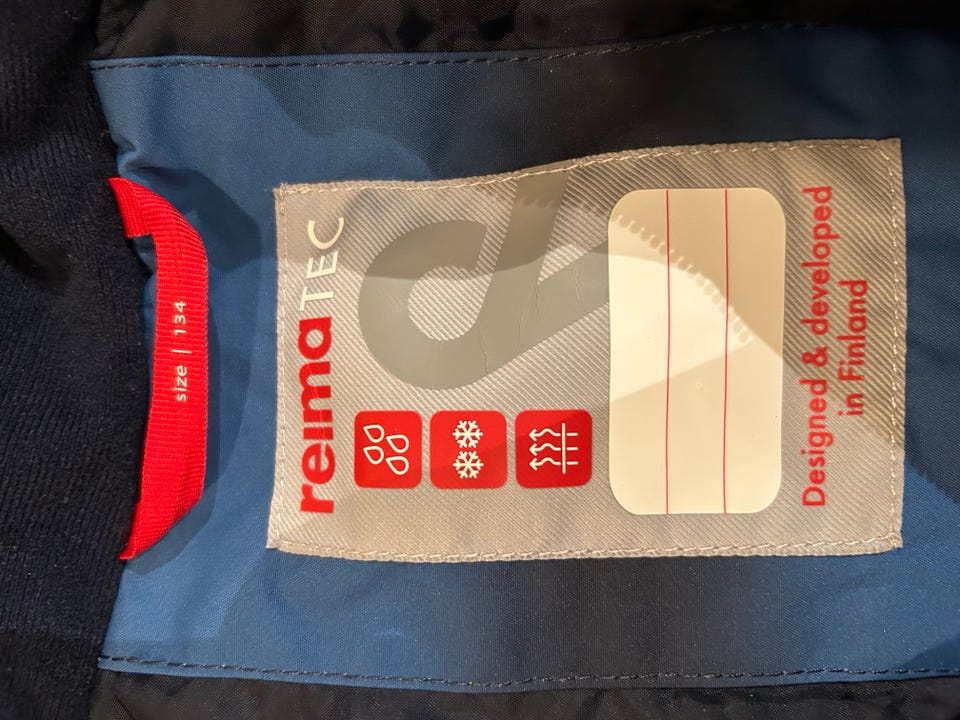 size | 134
reima TEC
Designed & developed
in Finland